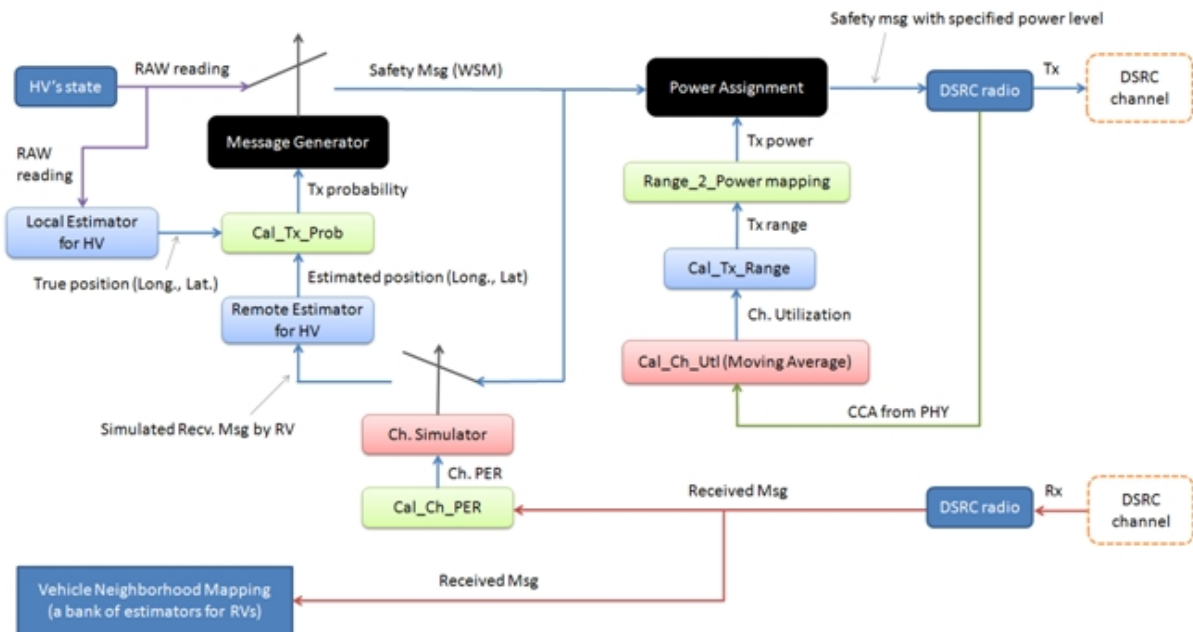 Safety msg with specified power level
RAW reading
HV's state
Safety Msg (WSM)
Power Assignment
DSRC radio
Tx
DSRC
channel
Message Generator
RAW
reading
Tx power
Tx probability
Range_2_Power mapping
Local Estimator
for HV
Cal_Tx_Prob
Tx range
True position (Long., Lat.)
Estimated position (Long., Lat)
Cal_Tx_Range
Remote Estimator
for HV
Ch. Utilization
Cal_Ch_Utl (Moving Average)
Simulated Recv. Msg by RV
Ch. Simulator
CCA from PHY
Ch. PER
Cal_Ch_PER
Received Msg
DSRC radio
Rx
DSRC
channel
Vehicle Neighborhood Mapping
(a bank of estimators for RVs)
Received Msg